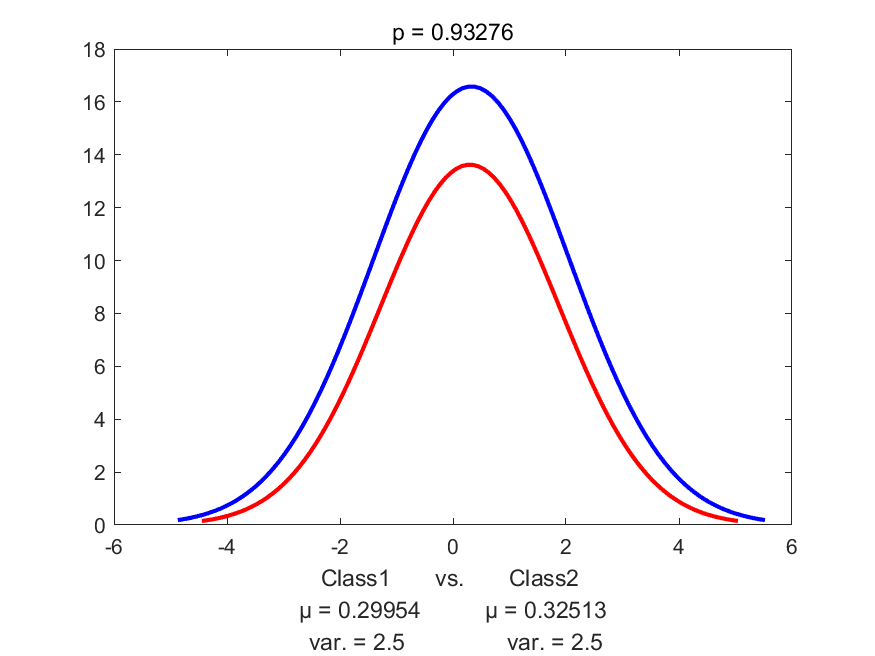 p = 0.93276
18
16
14
12
10
8
6
4
2
0
-6 -4 -2 0 2 4 6
Class1 vs. Class2
μ = 0.29954 μ = 0.32513
var. = 2.5 var. = 2.5